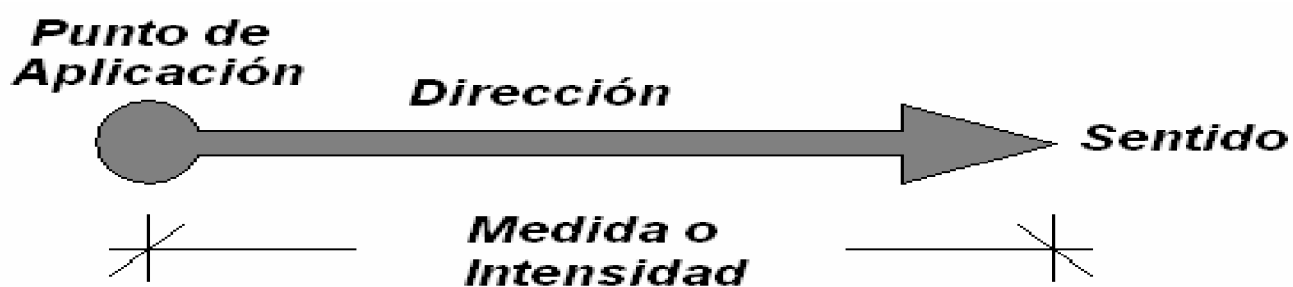 Punto de
Aplicación
Dirección
Sentido
Medida o
Intensidad